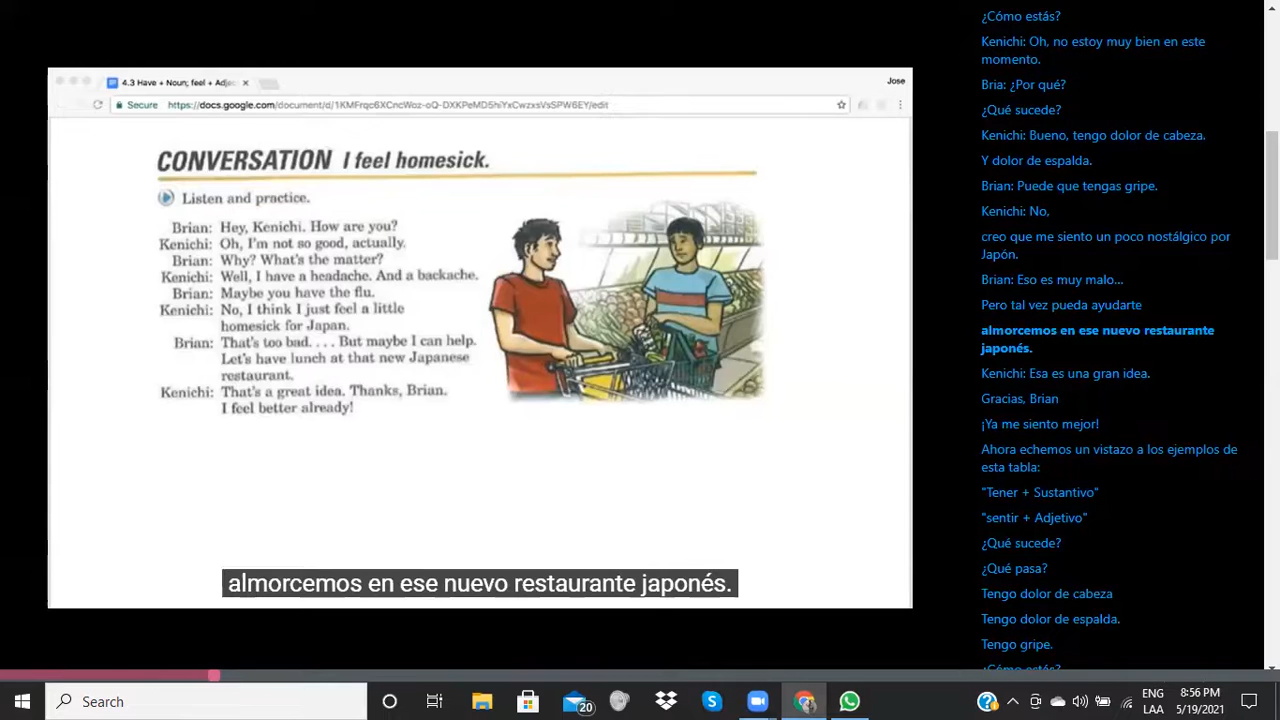 4.3 Have + Noun; feel + Adje
Jose
Secure
https://docs.google.com/document/d/1KMFrqc6XCncWoz-oQ-DXKPeMD5hiYxCwzxsVsSPW6EY/edit
CONVERSATION I feel homesick.
Listen and practice.
Brian: Hey, Kenichi. How are you?
Kenichi: Oh, I'm not so good, actually.
Brian: Why? What's the matter?
Kenichi: Well, I have a headache. And a backache.
Brian: Maybe you have the flu.
Kenichi: No, I think I just feel a little
homesick for Japan.
Brian: That's too bad. . . . But maybe I can help.
Let's have lunch at that new Japanese
restaurant.
Kenichi: That's a great idea. Thanks, Brian.
I feel better already!
almorcemos en ese nuevo restaurante japonés.
¿Cómo estás?
Kenichi: Oh, no estoy muy bien en este
momento.
Bria: ¿Por qué?
¿Qué sucede?
Kenichi: Bueno, tengo dolor de cabeza.
Y dolor de espalda.
Brian: Puede que tengas gripe.
Kenichi: No,
creo que me siento un poco nostálgico por
Japón.
Brian: Eso es muy malo...
Pero tal vez pueda ayudarte
almorcemos en ese nuevo restaurante
japonés.
Kenichi: Esa es una gran idea.
Gracias, Brian
¡Ya me siento mejor!
Ahora echemos un vistazo a los ejemplos de
esta tabla:
"Tener + Sustantivo"
"sentir + Adjetivo"
¿Qué sucede?
¿Qué pasa?
Tengo dolor de cabeza
Tengo dolor de espalda.
Tengo gripe.
¿Cómo estás?
Search
20
ENG
LAA
8:56 PM
5/19/2021